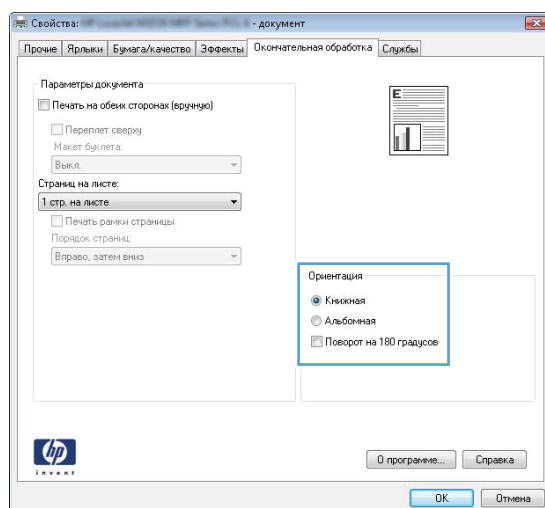 Свойства: - документ
Прочие Ярлыки Бумага/качество Эффекты Окончательная обработка Службы
Параметры документа
Печать на обеих сторонах (вручную)
Переплет сверху
Макет буклета:
Выкл.
Страниц на листе:
1 стр. на листе
Печать рамки страницы
Порядок страниц:
Вправо, затем вниз
E
Ориентация
Книжная
Альбомная
Поворот на 180 градусов
hp
invent
О программе... Справка
OK Отмена